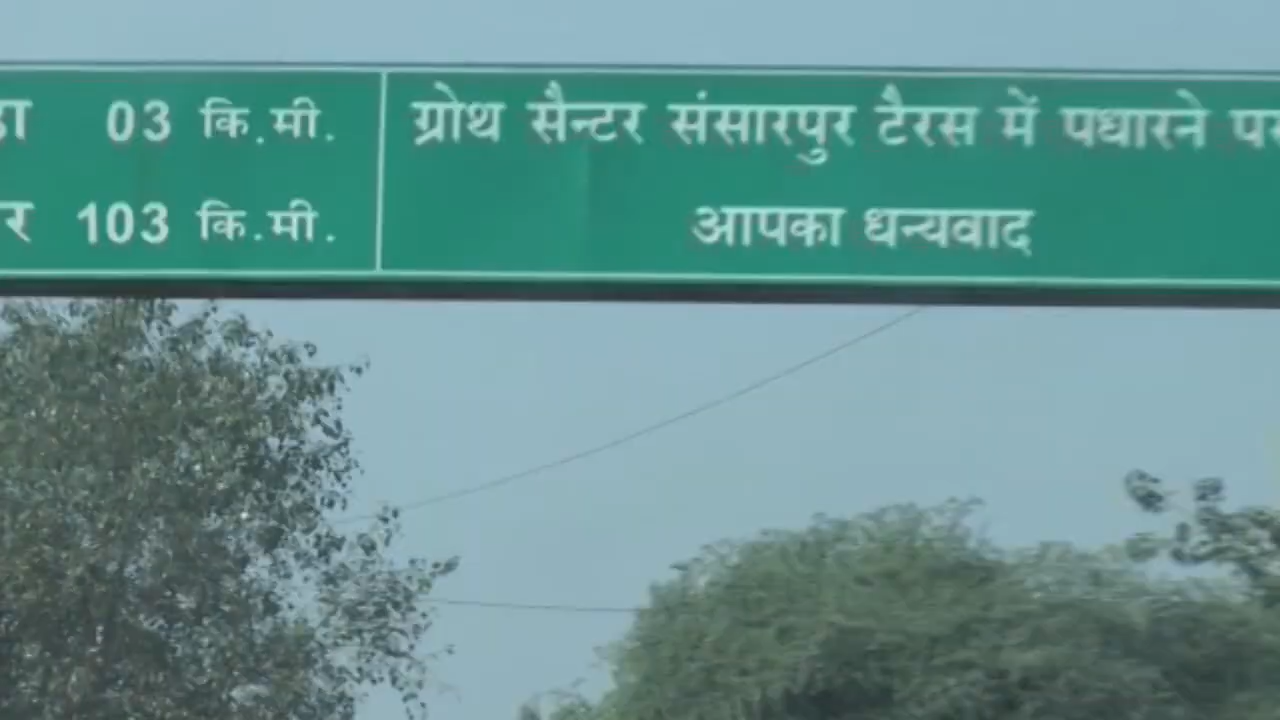 03 कि.मी.
103 कि.मी.
ग्रोथ सैन्टर संसारपुर टैरस में पधारने
आपका धन्यवाद